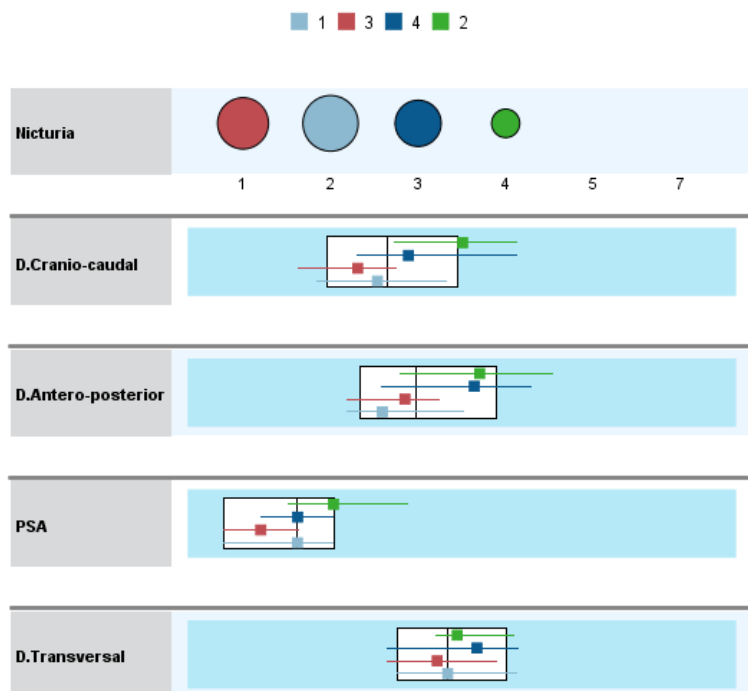 1 3 4 2
Nicturia
1 2 3 4 5 7
D.Cranio-caudal
D.Antero-posterior
PSA
D.Transversal